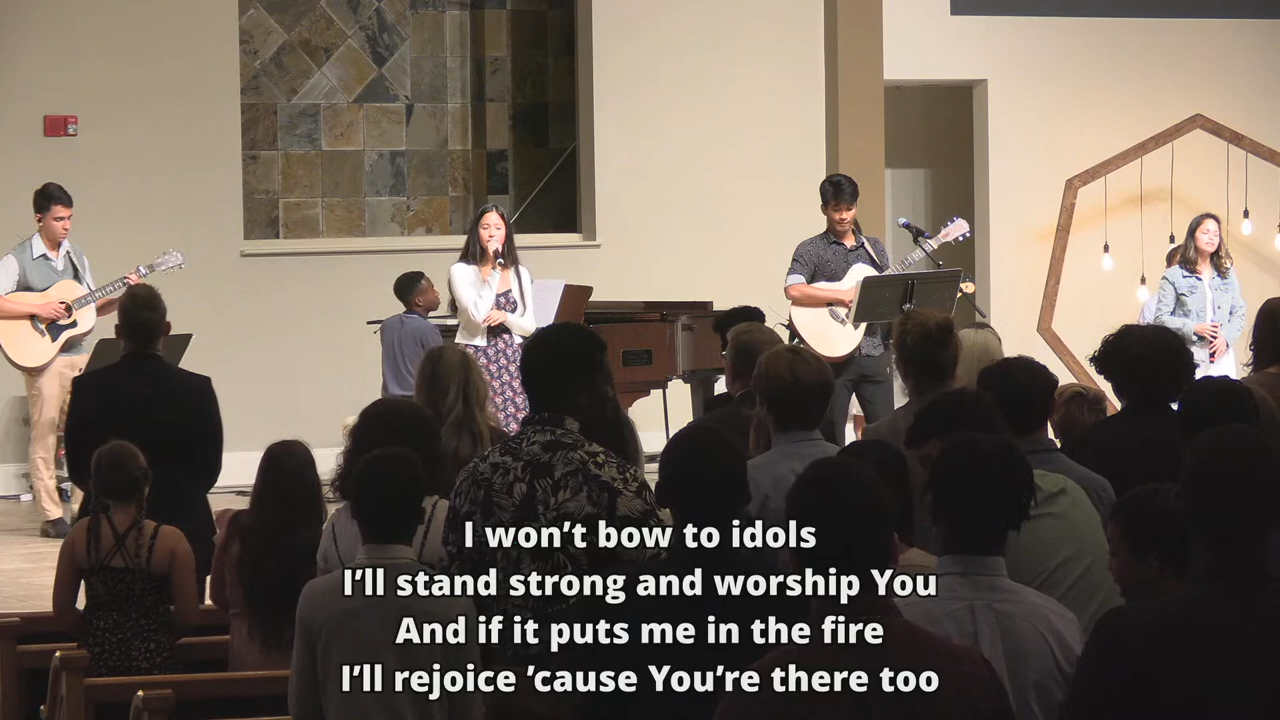 I won’t bow to idols
I’ll stand strong and worship You
And if it puts me in the fire
I’ll rejoice ’cause You’re there too